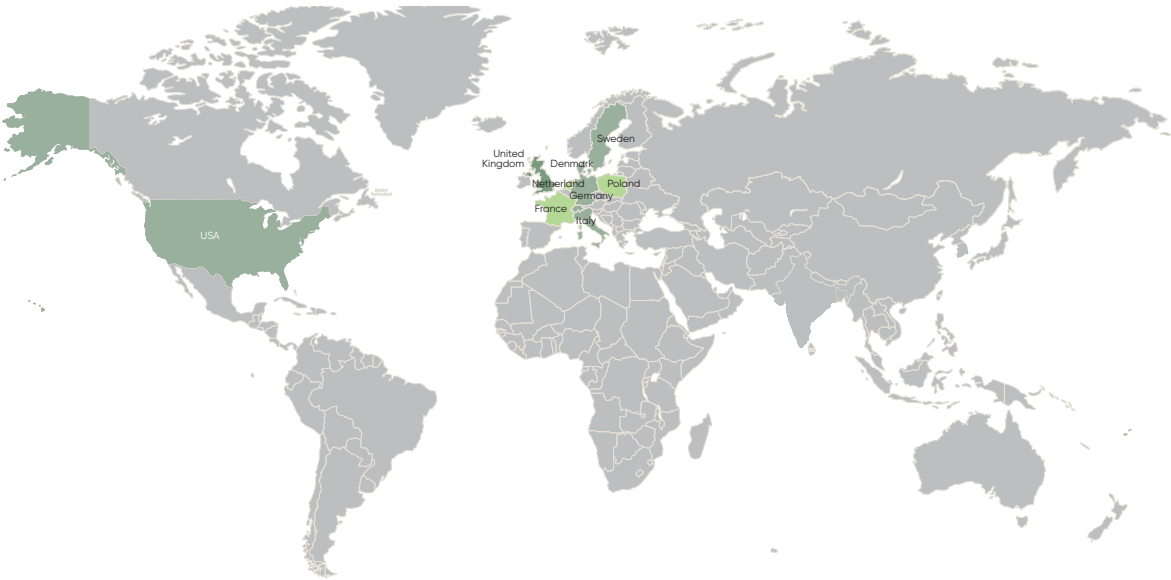 Sweden
United
Kingdom
Denmark
Netherland
Poland
Germany
France
Italy
USA